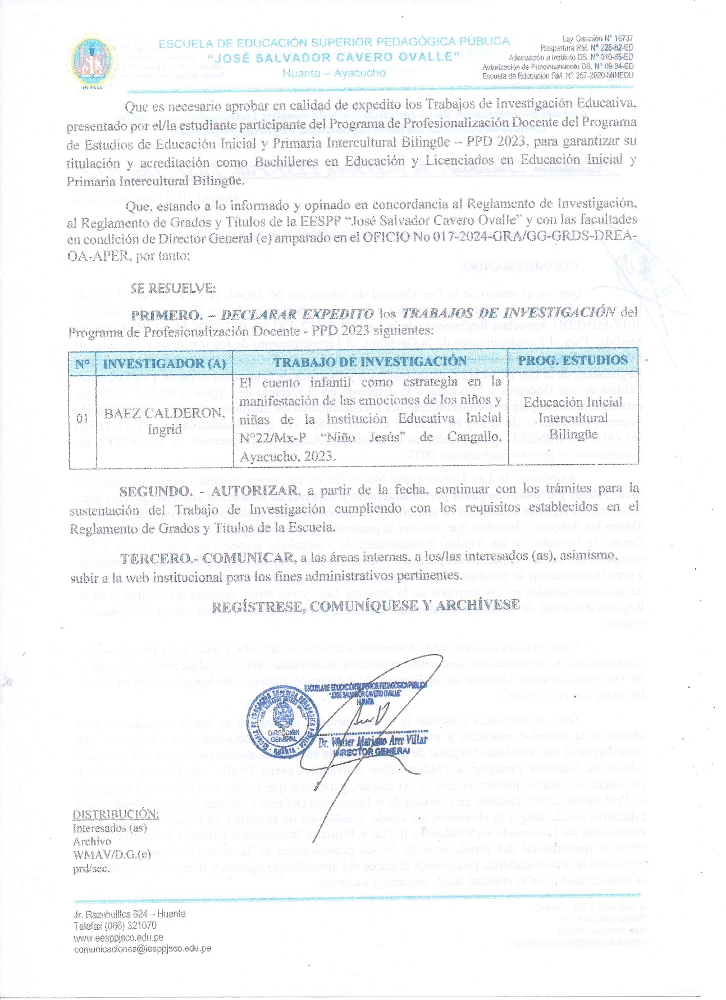 ESCUELA DE EDUCACIÓN SUPERIOR PEDAGÓGICA PÚBLICA
“JOSÉ SALVADOR CAVERO OVALLE”
Huanta – Ayacucho
Ley Creación N° 16737
Reapertura RM. N° 228-82-ED
Adecuación a Instituto DS. N° 010-85-ED
Autorización de Funcionamiento DS. N° 09-94-ED
Escuela de Educación RM. N° 267-2020-MINEDU
JSCO
HUANTA
Que es necesario aprobar en calidad de expedito los Trabajos de Investigación Educativa,
presentado por el/la estudiante participante del Programa de Profesionalización Docente del Programa
de Estudios de Educación Inicial y Primaria Intercultural Bilingüe – PPD 2023, para garantizar su
titulación y acreditación como Bachilleres en Educación y Licenciados en Educación Inicial y
Primaria Intercultural Bilingüe.
Que, estando a lo informado y opinado en concordancia al Reglamento de Investigación,
al Reglamento de Grados y Títulos de la EESPP “José Salvador Cavero Ovalle” y con las facultades
en condición de Director General (e) amparado en el OFICIO No 017-2024-GRA/GG-GRDS-DREA-
OA-APER, por tanto;
SE RESUELVE:
PRIMERO. – DECLARAR EXPEDITO los TRABAJOS DE INVESTIGACIÓN del
Programa de Profesionalización Docente - PPD 2023 siguientes:
N° INVESTIGADOR (A) TRABAJO DE INVESTIGACIÓN PROG. ESTUDIOS
01
BAEZ CALDERON,
Ingrid
El cuento infantil como estrategia en la
manifestación de las emociones de los niños y
niñas de la Institución Educativa Inicial
N°22/Mx-P “Niño Jesús” de Cangallo,
Ayacucho, 2023.
Educación Inicial
Intercultural
Bilingüe
SEGUNDO. - AUTORIZAR, a partir de la fecha, continuar con los trámites para la
sustentación del Trabajo de Investigación cumpliendo con los requisitos establecidos en el
Reglamento de Grados y Títulos de la Escuela.
TERCERO.- COMUNICAR, a las áreas internas, a los/las interesados (as), asimismo,
subir a la web institucional para los fines administrativos pertinentes.
REGÍSTRESE, COMUNÍQUESE Y ARCHÍVESE
ESCUELA DE EDUCACIÓN SUPERIOR PEDAGÓGICA PÚBLICA
"JOSÉ SALVADOR CAVERO OVALLE"
HUANTA
DIRECCIÓN
GENERAL
HUANTA
Dr. Walter Mariano Arce Villar
DIRECTOR GENERAL
DISTRIBUCIÓN:
Interesados (as)
Archivo
WMAV/D.G.(e)
prd/sec.
Jr. Razuhuillca 624 – Huanta
Telefax (066) 321070
www.eesppjsco.edu.pe
comunicaciones@iesppjsco.edu.pe